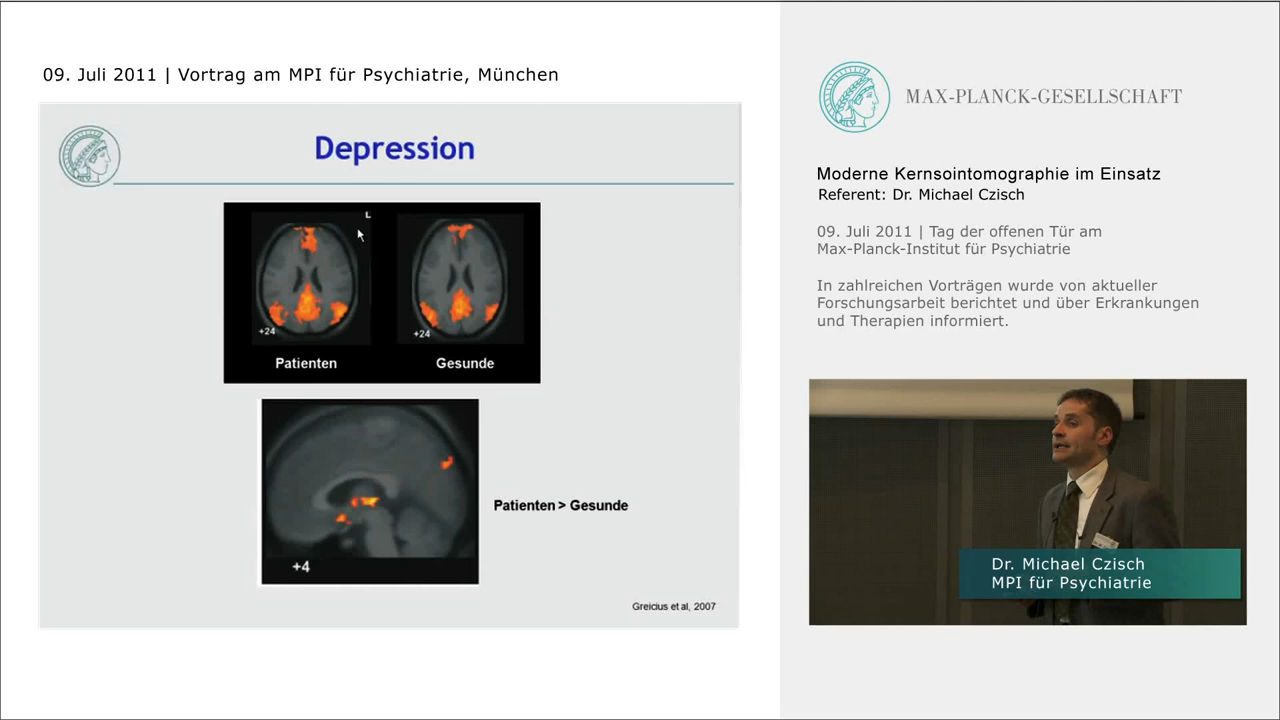 09. Juli 2011 | Vortrag am MPI für Psychiatrie, München
Depression
L
+24
+24
Patienten
Gesunde
Patienten > Gesunde
+4
Greicius et al, 2007
MAX-PLANCK-GESELLSCHAFT
Moderne Kernsointomographie im Einsatz
Referent: Dr. Michael Czisch
09. Juli 2011 | Tag der offenen Tür am
Max-Planck-Institut für Psychiatrie
In zahlreichen Vorträgen wurde von aktueller
Forschungsarbeit berichtet und über Erkrankungen
und Therapien informiert.
Dr. Michael Czisch
MPI für Psychiatrie